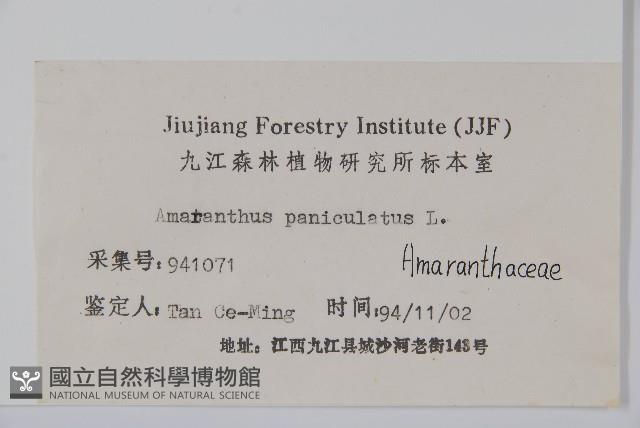 Jiujiang Forestry Institute (JJF)
九江森林植物研究所标本室
Amaranthus paniculatus L.
采集号: 941071
Amaranthaceae
鉴定人: Tan Ce-Ming 时间: 94/11/02
地址: 江西九江县城沙河老街143号
國立自然科學博物館
NATIONAL MUSEUM OF NATURAL SCIENCE